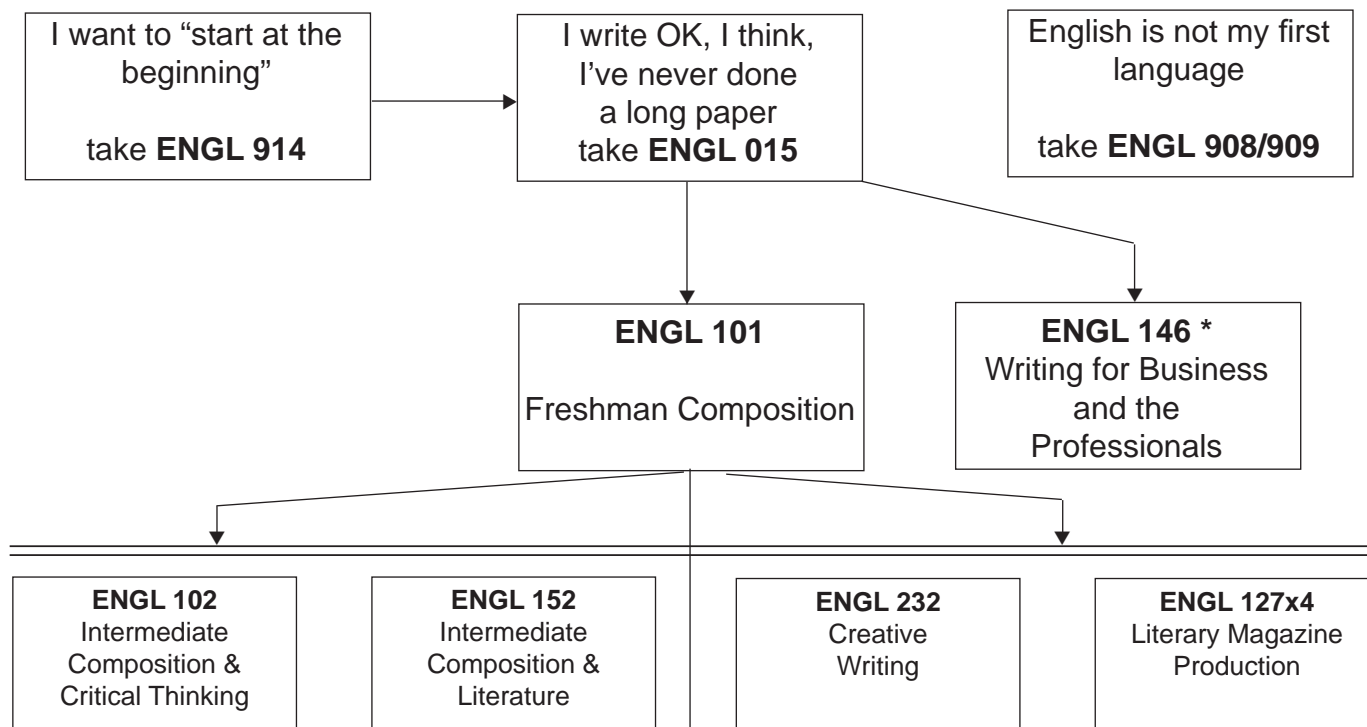 I want to “start at the
beginning”
take ENGL 914
I write OK, I think,
I've never done
a long paper
take ENGL 015
English is not my first
language
take ENGL 908/909
ENGL 101
Freshman Composition
ENGL 146 *
Writing for Business
and the
Professionals
ENGL 102
Intermediate
Composition &
Critical Thinking
ENGL 152
Intermediate
Composition &
Literature
ENGL 232
Creative
Writing
ENGL 127x4
Literary Magazine
Production